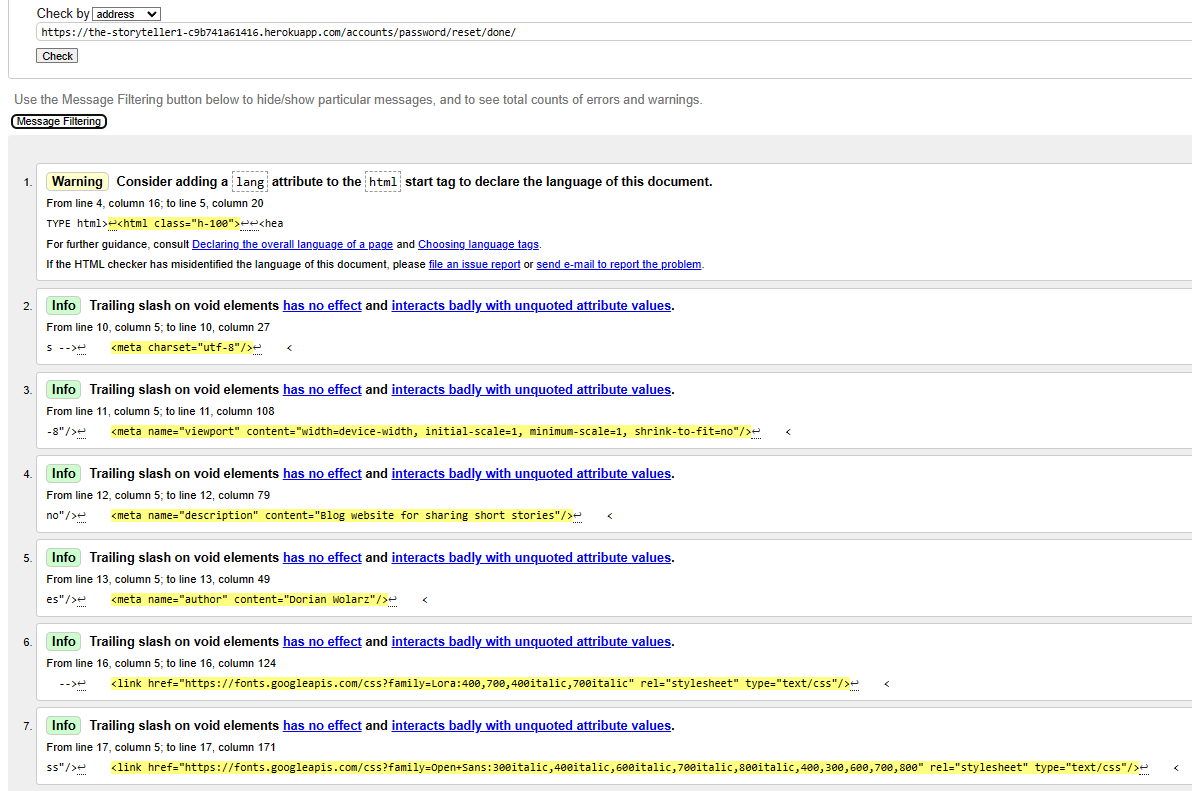 Check by address
https://the-storyteller1-c9b741a61416.herokuapp.com/accounts/password/reset/done/
Check
Use the Message Filtering button below to hide/show particular messages, and to see total counts of errors and warnings.
Message Filtering
1. Warning Consider adding a lang attribute to the html start tag to declare the language of this document.
From line 4, column 16; to line 5, column 20
TYPE html>↩<html class="h-100">↩↩<hea
For further guidance, consult Declaring the overall language of a page and Choosing language tags.
If the HTML checker has misidentified the language of this document, please file an issue report or send e-mail to report the problem.
2. Info Trailing slash on void elements has no effect and interacts badly with unquoted attribute values.
From line 10, column 5; to line 10, column 27
s -->↩    <meta charset="utf-8"/>↩    <
3. Info Trailing slash on void elements has no effect and interacts badly with unquoted attribute values.
From line 11, column 5; to line 11, column 108
-8"/>↩    <meta name="viewport" content="width=device-width, initial-scale=1, minimum-scale=1, shrink-to-fit=no"/>↩    <
4. Info Trailing slash on void elements has no effect and interacts badly with unquoted attribute values.
From line 12, column 5; to line 12, column 79
no"/>↩    <meta name="description" content="Blog website for sharing short stories"/>↩    <
5. Info Trailing slash on void elements has no effect and interacts badly with unquoted attribute values.
From line 13, column 5; to line 13, column 49
es"/>↩    <meta name="author" content="Dorian Wolarz"/>↩    <
6. Info Trailing slash on void elements has no effect and interacts badly with unquoted attribute values.
From line 16, column 5; to line 16, column 124
-->↩    <link href="https://fonts.googleapis.com/css?family=Lora:400,700,400italic,700italic" rel="stylesheet" type="text/css"/>↩    <
7. Info Trailing slash on void elements has no effect and interacts badly with unquoted attribute values.
From line 17, column 5; to line 17, column 171
ss"/>↩    <link href="https://fonts.googleapis.com/css?family=Open+Sans:300italic,400italic,600italic,700italic,800italic,400,300,600,700,800" rel="stylesheet" type="text/css"/>↩    <